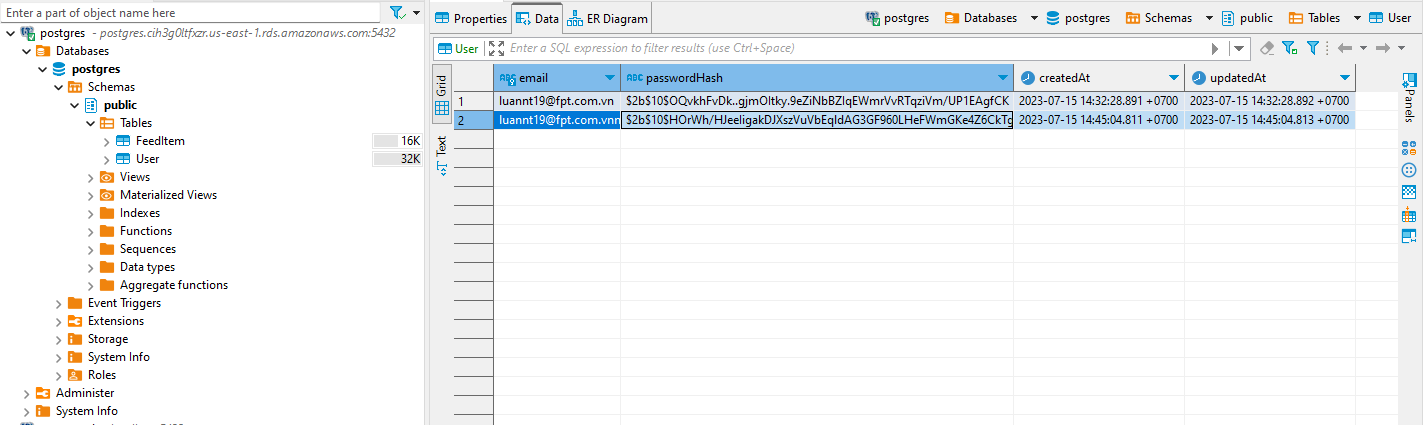 Enter a part of object name here
postgres - postgres.cih3g0ltfxzr.us-east-1.rds.amazonaws.com:5432
Databases
postgres
Schemas
public
Tables
FeedItem 16K
User 32K
Views
Materialized Views
Indexes
Functions
Sequences
Data types
Aggregate functions
Event Triggers
Extensions
Storage
System Info
Roles
Administer
System Info
Properties Data ER Diagram postgres Databases postgres Schemas public Tables User
User Enter a SQL expression to filter results (use Ctrl+Space)
Grid
Text
ABC email ABC passwordHash createdAt updatedAt
1 luannt19@fpt.com.vn $2b$10$OQvkhFvDk..gjmOltky.9eZiNbBZIqEWmrVvRTqziVm/UP1EAgfCK 2023-07-15 14:32:28.891 +0700 2023-07-15 14:32:28.892 +0700
2 luannt19@fpt.com.vnn $2b$10$HOrWh/HJeeligakDJXszVuVbEqIdAG3GF960LHeFWmGKe4Z6CkTg 2023-07-15 14:45:04.811 +0700 2023-07-15 14:45:04.813 +0700
Panels